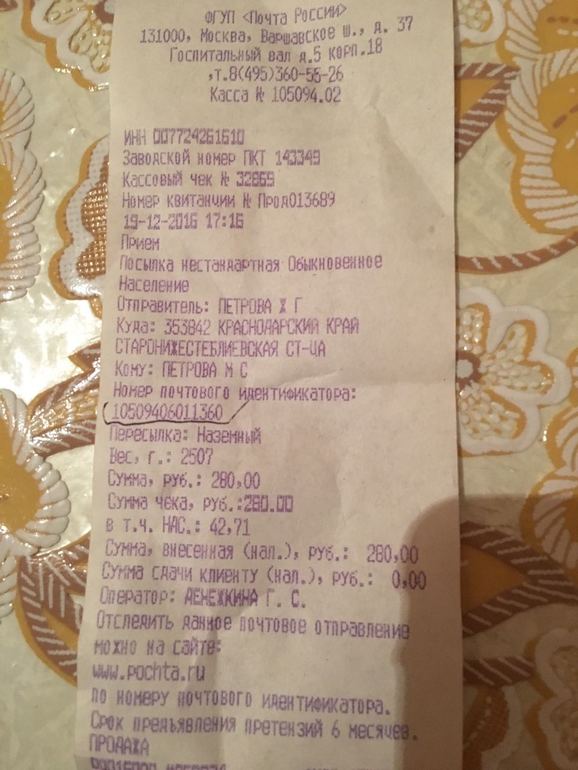 ФГУП <Почта России>
131000, Москва, Варшавское ш., д. 37
Госпитальный вал д.5 корп.18
,т.8(495)360-55-26
Касса № 105094.02
ИНН 007724261610
Заводской номер ПКТ 143349
Кассовый чек № 32869
Номер квитанции № Прод013689
19-12-2016 17:16
Прием
Посылка нестандартная Обыкновенное
Население
Отправитель: ПЕТРОВА Х Г
Куда: 353842 КРАСНОДАРСКИЙ КРАЙ
СТАРОНИЖЕСТЕБЛИЕВСКАЯ СТ-ЦА
Кому: ПЕТРОВА М С
Номер почтового идентификатора:
10509406011360
Пересылка: Наземный
Вес, г.: 2507
Сумма, руб.: 280,00
Сумма чека, руб.:280.00
в т.ч. НДС.: 42,71
Сумма, внесенная (нал.), руб.: 280,00
Сумма сдачи клиенту (нал.), руб.: 0,00
Оператор: ДЕНЕЖКИНА Г. С.
Отследить данное почтовое отправление
можно на сайте:
www.pochta.ru
по номеру почтового идентификатора.
Срок предъявления претензий 6 месяцев.
ПРОДАЖА